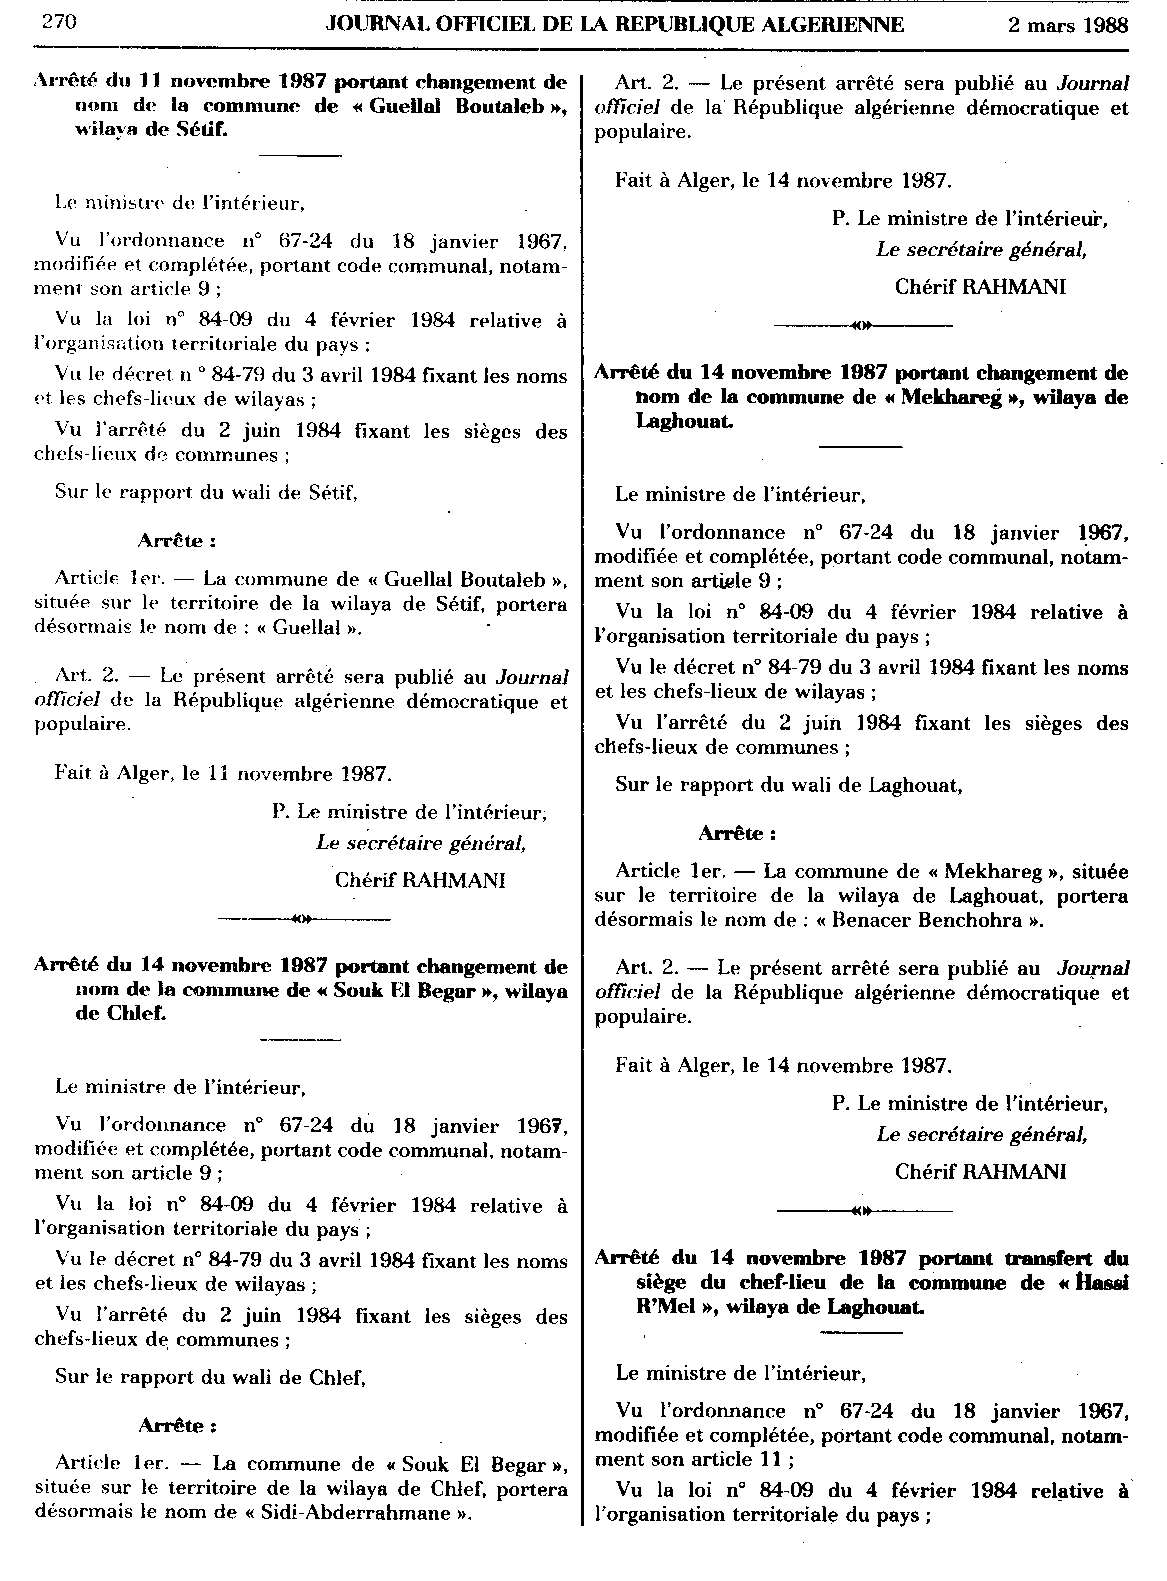 270 JOURNAL OFFICIEL DE LA REPUBLIQUE ALGERIENNE 2 mars 1988
Arrêté du 11 novembre 1987 portant changement de
nom de la commune de « Guellal Boutaleb »,
wilaya de Sétif.
Le ministre de l'intérieur,
Vu l'ordonnance n° 67-24 du 18 janvier 1967,
modifiée et complétée, portant code communal, notam-
ment son article 9 ;
Vu la loi n° 84-09 du 4 février 1984 relative à
l'organisation territoriale du pays ;
Vu le décret n ° 84-79 du 3 avril 1984 fixant les noms
et les chefs-lieux de wilayas ;
Vu l'arrêté du 2 juin 1984 fixant les sièges des
chefs-lieux de communes ;
Sur le rapport du wali de Sétif,
Arrête :
Article 1er. — La commune de « Guellal Boutaleb »,
située sur le territoire de la wilaya de Sétif, portera
désormais le nom de : « Guellal ».
Art. 2. — Le présent arrêté sera publié au Journal
officiel de la République algérienne démocratique et
populaire.
Fait à Alger, le 11 novembre 1987.
P. Le ministre de l'intérieur,
Le secrétaire général,
Chérif RAHMANI
Arrêté du 14 novembre 1987 portant changement de
nom de la commune de « Souk El Begar », wilaya
de Chlef.
Le ministre de l'intérieur,
Vu l'ordonnance n° 67-24 du 18 janvier 1967,
modifiée et complétée, portant code communal, notam-
ment son article 9 ;
Vu la loi n° 84-09 du 4 février 1984 relative à
l'organisation territoriale du pays ;
Vu le décret n° 84-79 du 3 avril 1984 fixant les noms
et les chefs-lieux de wilayas ;
Vu l'arrêté du 2 juin 1984 fixant les sièges des
chefs-lieux de communes ;
Sur le rapport du wali de Chlef,
Arrête :
Article 1er. — La commune de « Souk El Begar »,
située sur le territoire de la wilaya de Chlef, portera
désormais le nom de « Sidi-Abderrahmane ».
Art. 2. — Le présent arrêté sera publié au Journal
officiel de la République algérienne démocratique et
populaire.
Fait à Alger, le 14 novembre 1987.
P. Le ministre de l'intérieur,
Le secrétaire général,
Chérif RAHMANI
Arrêté du 14 novembre 1987 portant changement de
nom de la commune de « Mekhareg », wilaya de
Laghouat.
Le ministre de l'intérieur,
Vu l'ordonnance n° 67-24 du 18 janvier 1967,
modifiée et complétée, portant code communal, notam-
ment son article 9 ;
Vu la loi n° 84-09 du 4 février 1984 relative à
l'organisation territoriale du pays ;
Vu le décret n° 84-79 du 3 avril 1984 fixant les noms
et les chefs-lieux de wilayas ;
Vu l'arrêté du 2 juin 1984 fixant les sièges des
chefs-lieux de communes ;
Sur le rapport du wali de Laghouat,
Arrête :
Article 1er. — La commune de « Mekhareg », située
sur le territoire de la wilaya de Laghouat, portera
désormais le nom de : « Benacer Benchohra ».
Art. 2. — Le présent arrêté sera publié au Journal
officiel de la République algérienne démocratique et
populaire.
Fait à Alger, le 14 novembre 1987.
P. Le ministre de l'intérieur,
Le secrétaire général,
Chérif RAHMANI
Arrêté du 14 novembre 1987 portant transfert du
siège du chef-lieu de la commune de « Hassi
R'Mel », wilaya de Laghouat.
Le ministre de l'intérieur,
Vu l'ordonnance n° 67-24 du 18 janvier 1967,
modifiée et complétée, portant code communal, notam-
ment son article 11 ;
Vu la loi n° 84-09 du 4 février 1984 relative à
l'organisation territoriale du pays ;